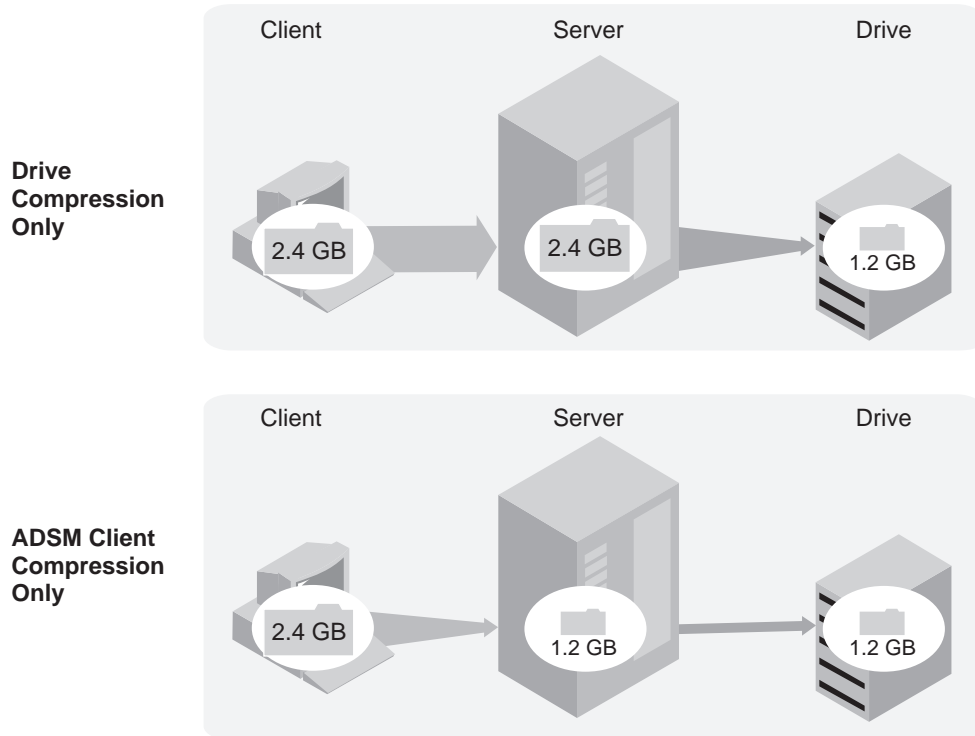 Client Server Drive
Drive
Compression
Only
2.4 GB 2.4 GB 1.2 GB
Client Server Drive
ADSM Client
Compression
Only
2.4 GB 1.2 GB 1.2 GB